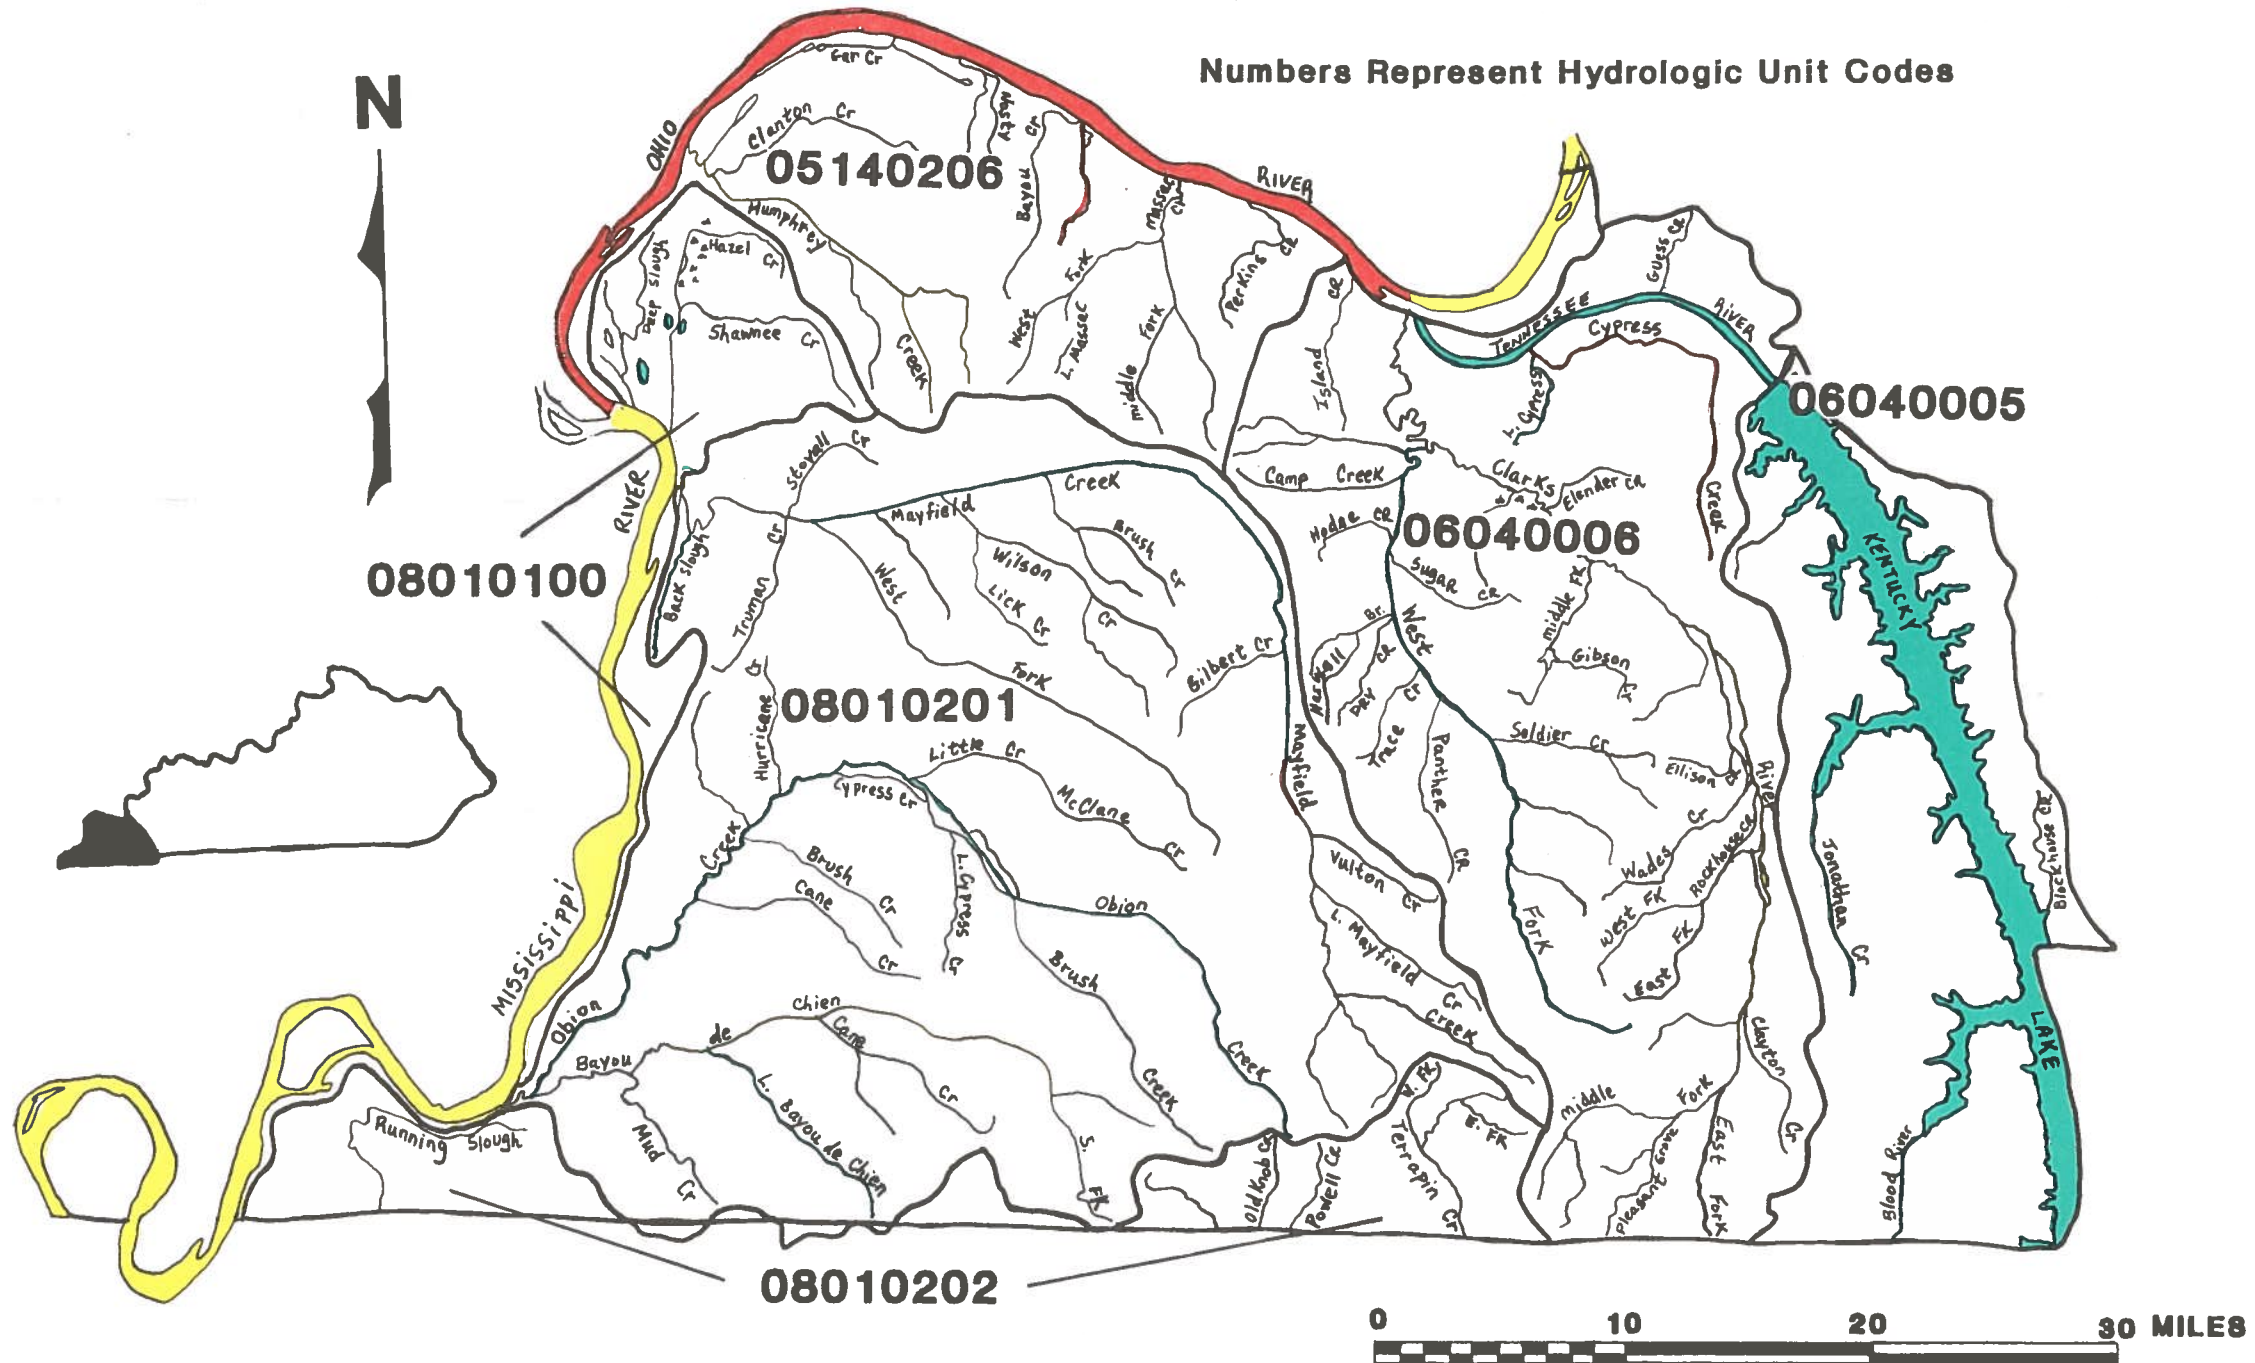 Numbers Represent Hydrologic Unit Codes
N
Gar Cr
Clanton Cr
OHIO
RIVER
05140206
Bayou Cr
Massac Cr
Humphrey
Creek
Deep Slough
Hazel Cr
Shawnee Cr
West Fork
L. Massac
Middle Fork
Perkins CR
Island CR
Guess CR
TENNESSEE
RIVER
Cypress
Creek
L. Cypress
06040005
Stovall Cr
RIVER
Mayfield
Creek
Camp Creek
Clarks
Elender CR
Brush Cr
06040006
08010100
Back Slough
Truman Cr
West
Wilson
Cr
Lick Cr
Sugar CR
Middle FK
KENTUCKY
Br.
West
Gilbert Cr
Dry CR
Trace Cr
Gibson Cr
Fork
08010201
Hurricane Cr
Mayfield
Panther CR
Soldier Cr
Ellison
River
Little Cr
Cypress Cr
McClane Cr
Creek
Brush Cr
Cane Cr
L. Cypress Cr
Vulton Cr
Wades Cr
Rockhouse CR
West FK
East FK
Jonathan Cr
Blockhouse CR
MISSISSIPPI
Obion
Brush
Creek
L. Mayfield Cr
Creek
Fork
Obion
Creek
Bayou de Chien
Cane Cr
L. Bayou de Chien
Mud Cr
S. FK
W. FK
E. FK
Terrapin Cr
Clayton Cr
LAKE
Middle Fork
Pleasant Grove
East Fork
Blood River
Running Slough
Old Knob CR
Powell CR
08010202
0 10 20 30 MILES